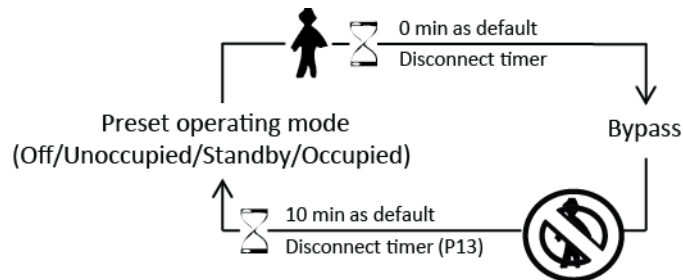 0 min as default
Disconnect timer
Preset operating mode
(Off/Unoccupied/Standby/Occupied)
Bypass
10 min as default
Disconnect timer (P13)